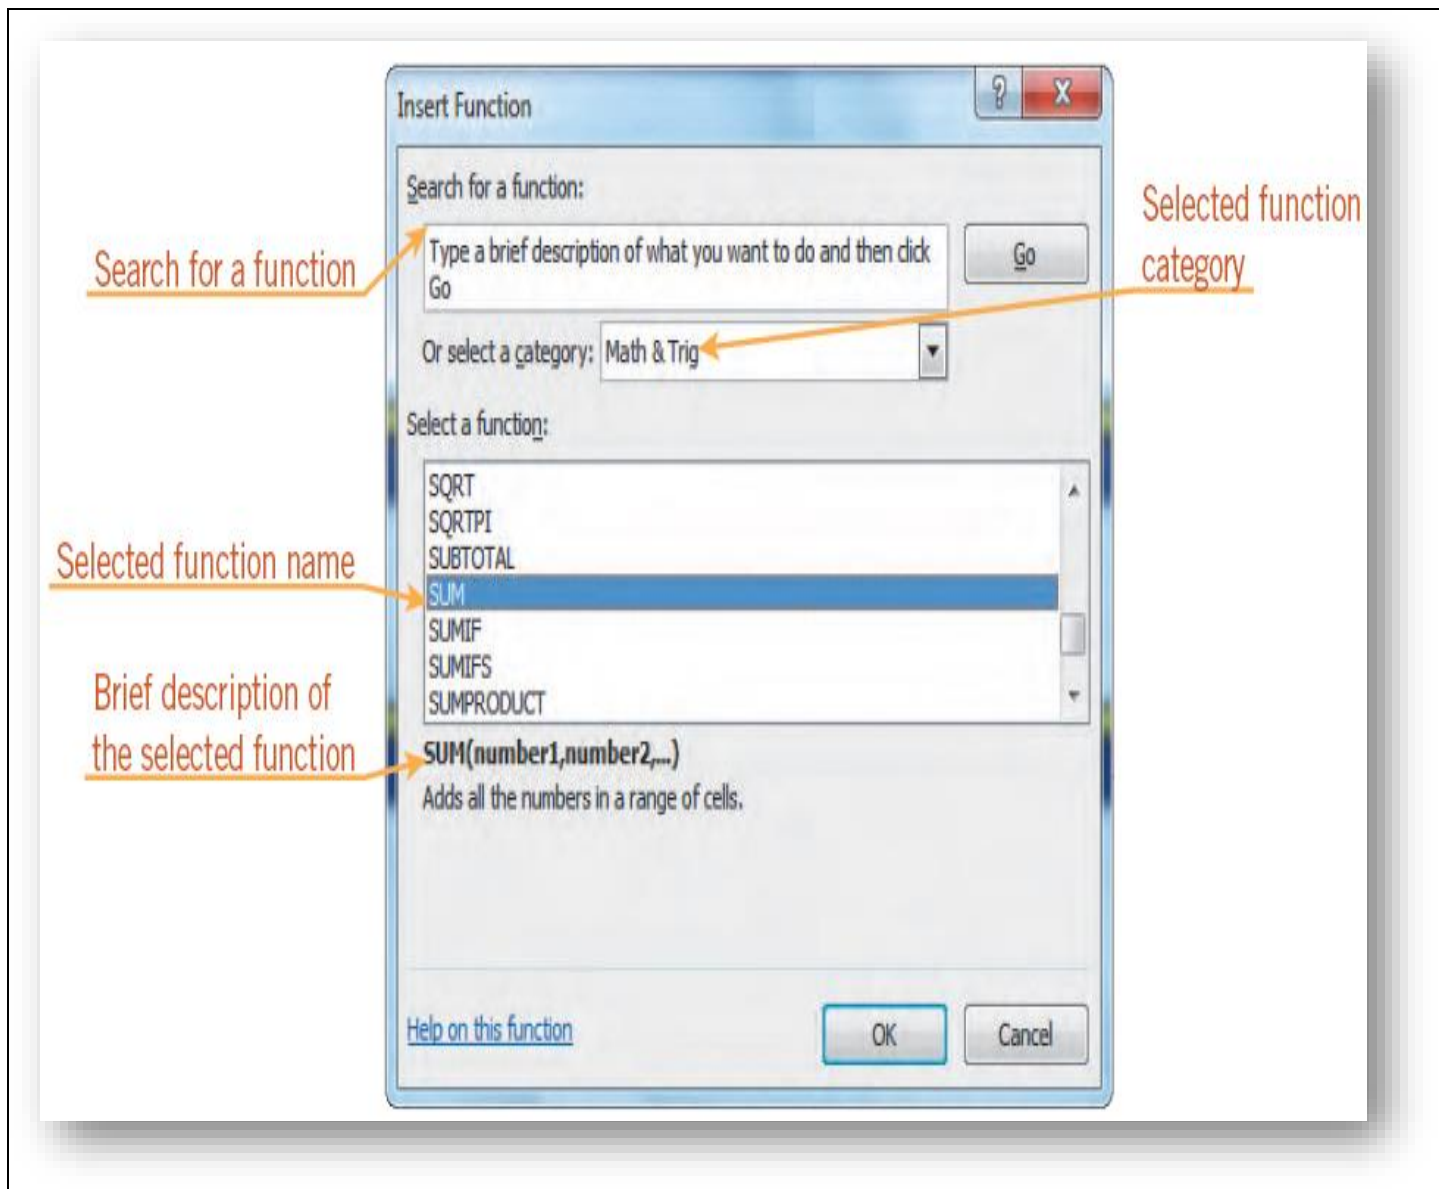 Insert Function
?
X
Search for a function:
Selected function
category
Search for a function
Type a brief description of what you want to do and then click
Go
Go
Or select a category: Math & Trig
Select a function:
SQRT
SQRTPI
SUBTOTAL
Selected function name
SUM
SUMIF
SUMIFS
SUMPRODUCT
Brief description of
the selected function
SUM(number1,number2,...)
Adds all the numbers in a range of cells.
Help on this function
OK
Cancel